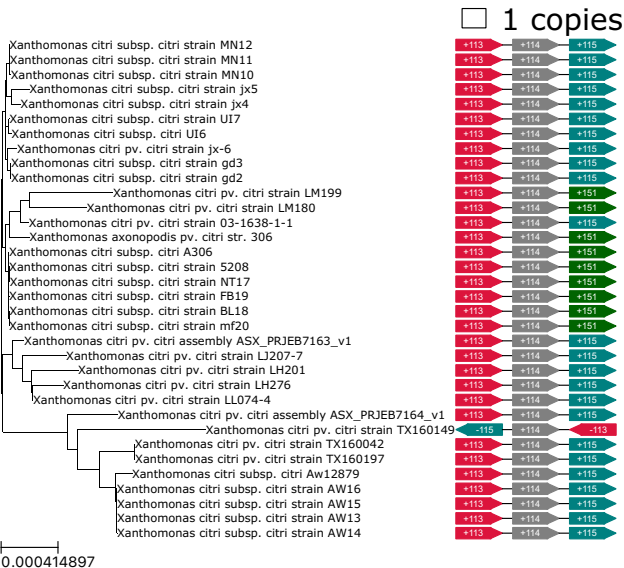 1 copies
Xanthomonas citri subsp. citri strain MN12 +113 +114 +115
Xanthomonas citri subsp. citri strain MN11 +113 +114 +115
Xanthomonas citri subsp. citri strain MN10 +113 +114 +115
Xanthomonas citri subsp. citri strain jx5 +113 +114 +115
Xanthomonas citri subsp. citri strain jx4 +113 +114 +115
Xanthomonas citri subsp. citri strain UI7 +113 +114 +115
Xanthomonas citri subsp. citri UI6 +113 +114 +115
Xanthomonas citri pv. citri strain jx-6 +113 +114 +115
Xanthomonas citri subsp. citri strain gd3 +113 +114 +115
Xanthomonas citri subsp. citri strain gd2 +113 +114 +115
Xanthomonas citri pv. citri strain LM199 +113 +114 +151
Xanthomonas citri pv. citri strain LM180 +113 +114 +151
Xanthomonas citri pv. citri strain 03-1638-1-1 +113 +114 +115
Xanthomonas axonopodis pv. citri str. 306 +113 +114 +151
Xanthomonas citri subsp. citri A306 +113 +114 +151
Xanthomonas citri subsp. citri strain 5208 +113 +114 +151
Xanthomonas citri subsp. citri strain NT17 +113 +114 +151
Xanthomonas citri subsp. citri strain FB19 +113 +114 +151
Xanthomonas citri subsp. citri strain BL18 +113 +114 +151
Xanthomonas citri subsp. citri strain mf20 +113 +114 +151
Xanthomonas citri pv. citri assembly ASX_PRJEB7163_v1 +113 +114 +115
Xanthomonas citri pv. citri strain LJ207-7 +113 +114 +115
Xanthomonas citri pv. citri strain LH201 +113 +114 +115
Xanthomonas citri pv. citri strain LH276 +113 +114 +115
Xanthomonas citri pv. citri strain LL074-4 +113 +114 +115
Xanthomonas citri pv. citri assembly ASX_PRJEB7164_v1 +113 +114 +115
Xanthomonas citri pv. citri strain TX160149 -115 +114 -113
Xanthomonas citri pv. citri strain TX160042 +113 +114 +115
Xanthomonas citri pv. citri strain TX160197 +113 +114 +115
Xanthomonas citri subsp. citri Aw12879 +113 +114 +115
Xanthomonas citri subsp. citri strain AW16 +113 +114 +115
Xanthomonas citri subsp. citri strain AW15 +113 +114 +115
Xanthomonas citri subsp. citri strain AW13 +113 +114 +115
Xanthomonas citri subsp. citri strain AW14 +113 +114 +115
0.000414897